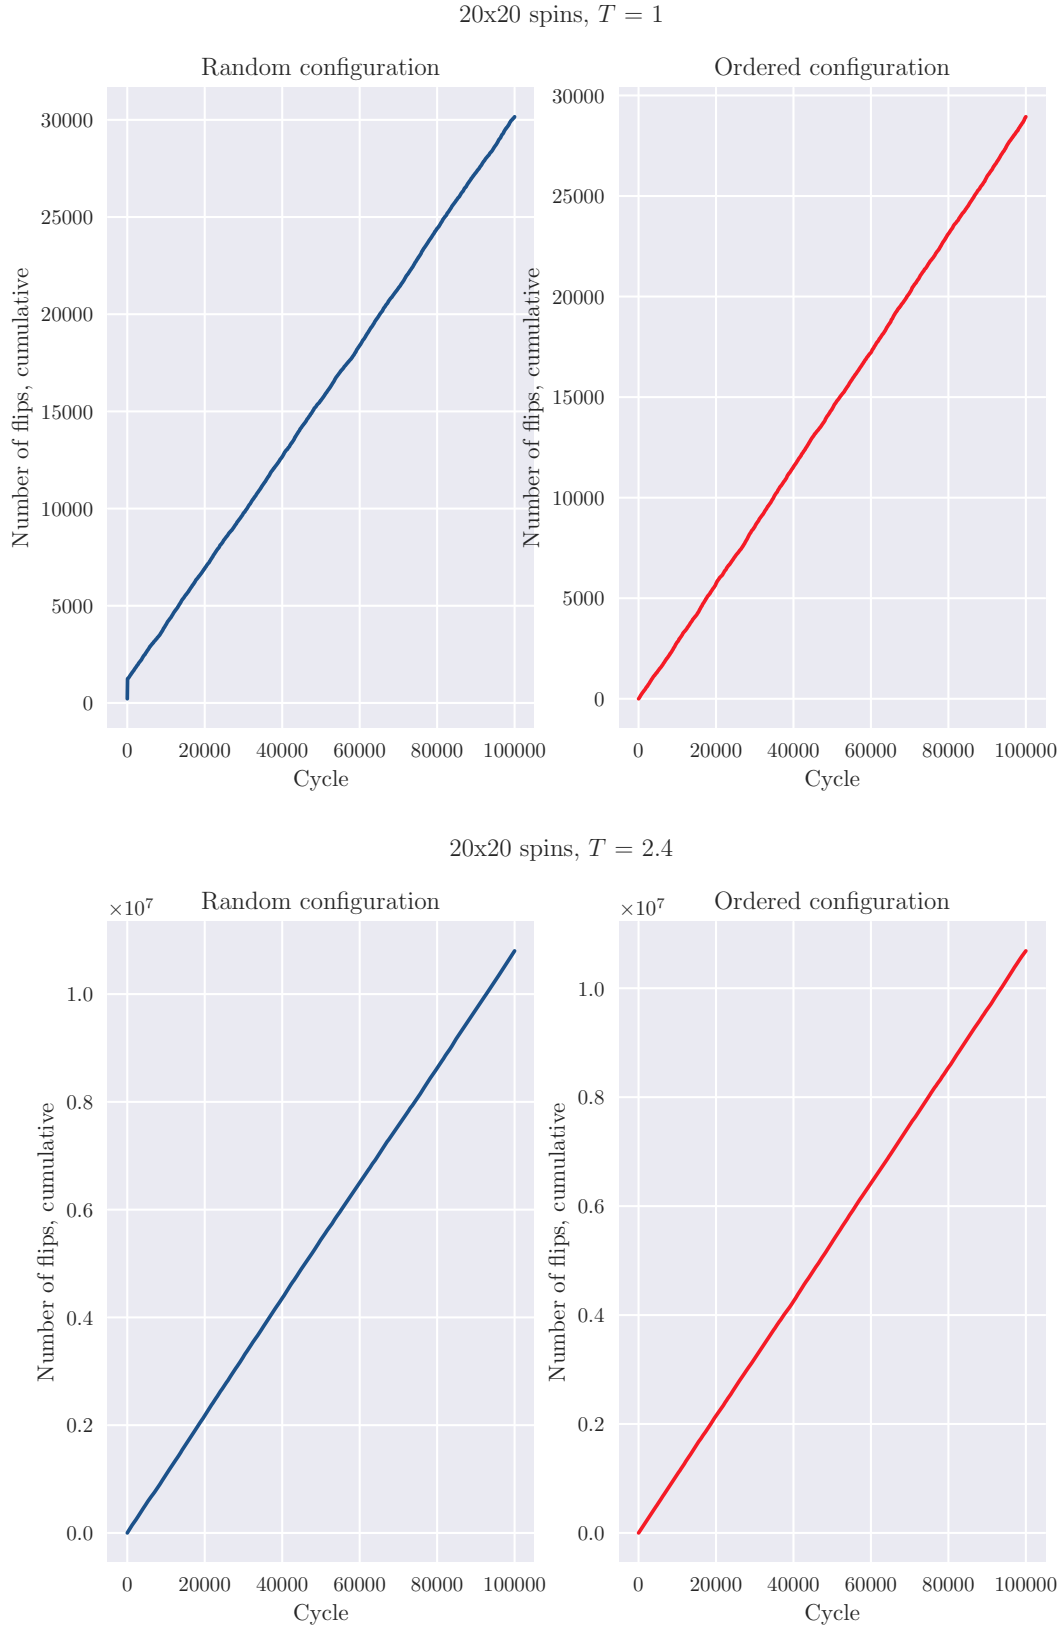 20x20 spins, T = 1
Random configuration
Number of flips, cumulative
30000
25000
20000
15000
10000
5000
0
0 20000 40000 60000 80000 100000
Cycle
Ordered configuration
Number of flips, cumulative
30000
25000
20000
15000
10000
5000
0
0 20000 40000 60000 80000 100000
Cycle
20x20 spins, T = 2.4
Random configuration
×10⁷
Number of flips, cumulative
1.0
0.8
0.6
0.4
0.2
0.0
0 20000 40000 60000 80000 100000
Cycle
Ordered configuration
×10⁷
Number of flips, cumulative
1.0
0.8
0.6
0.4
0.2
0.0
0 20000 40000 60000 80000 100000
Cycle